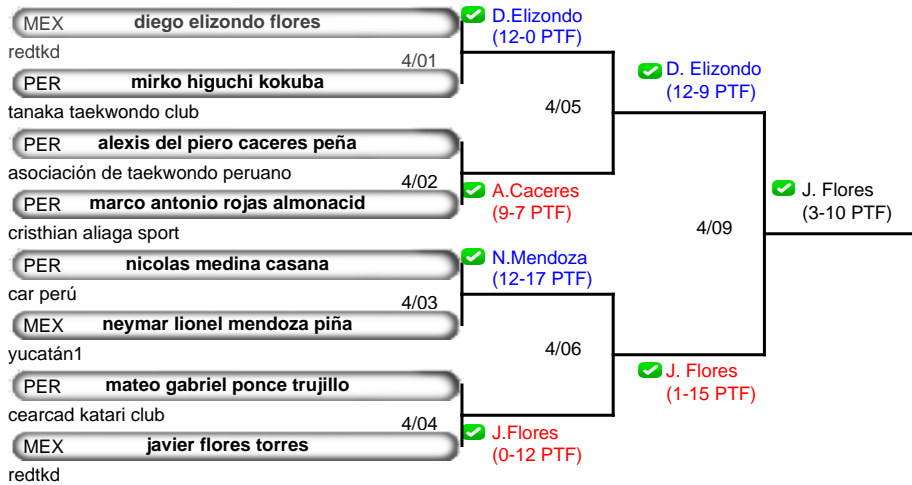 MEX diego elizondo flores
redtkd
4/01
PER mirko higuchi kokuba
tanaka taekwondo club
PER alexis del piero caceres peña
asociación de taekwondo peruano
4/02
PER marco antonio rojas almonacid
cristhian aliaga sport
PER nicolas medina casana
car perú
4/03
MEX neymar lionel mendoza piña
yucatán1
PER mateo gabriel ponce trujillo
cearcad katari club
4/04
MEX javier flores torres
redtkd
D.Elizondo
(12-0 PTF)
4/05
A.Caceres
(9-7 PTF)
N.Mendoza
(12-17 PTF)
4/06
J.Flores
(0-12 PTF)
D. Elizondo
(12-9 PTF)
4/09
J. Flores
(1-15 PTF)
J. Flores
(3-10 PTF)